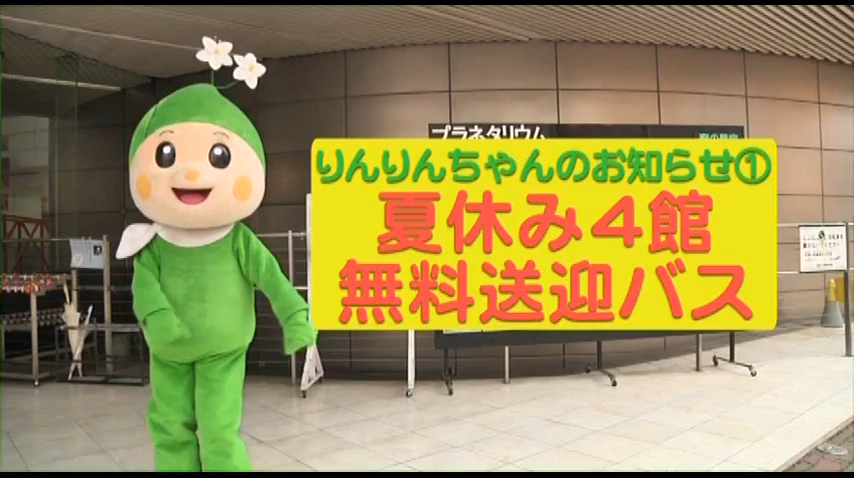 プラネタリウム
りんりんちゃんのお知らせ①
夏休み４館
無料送迎バス